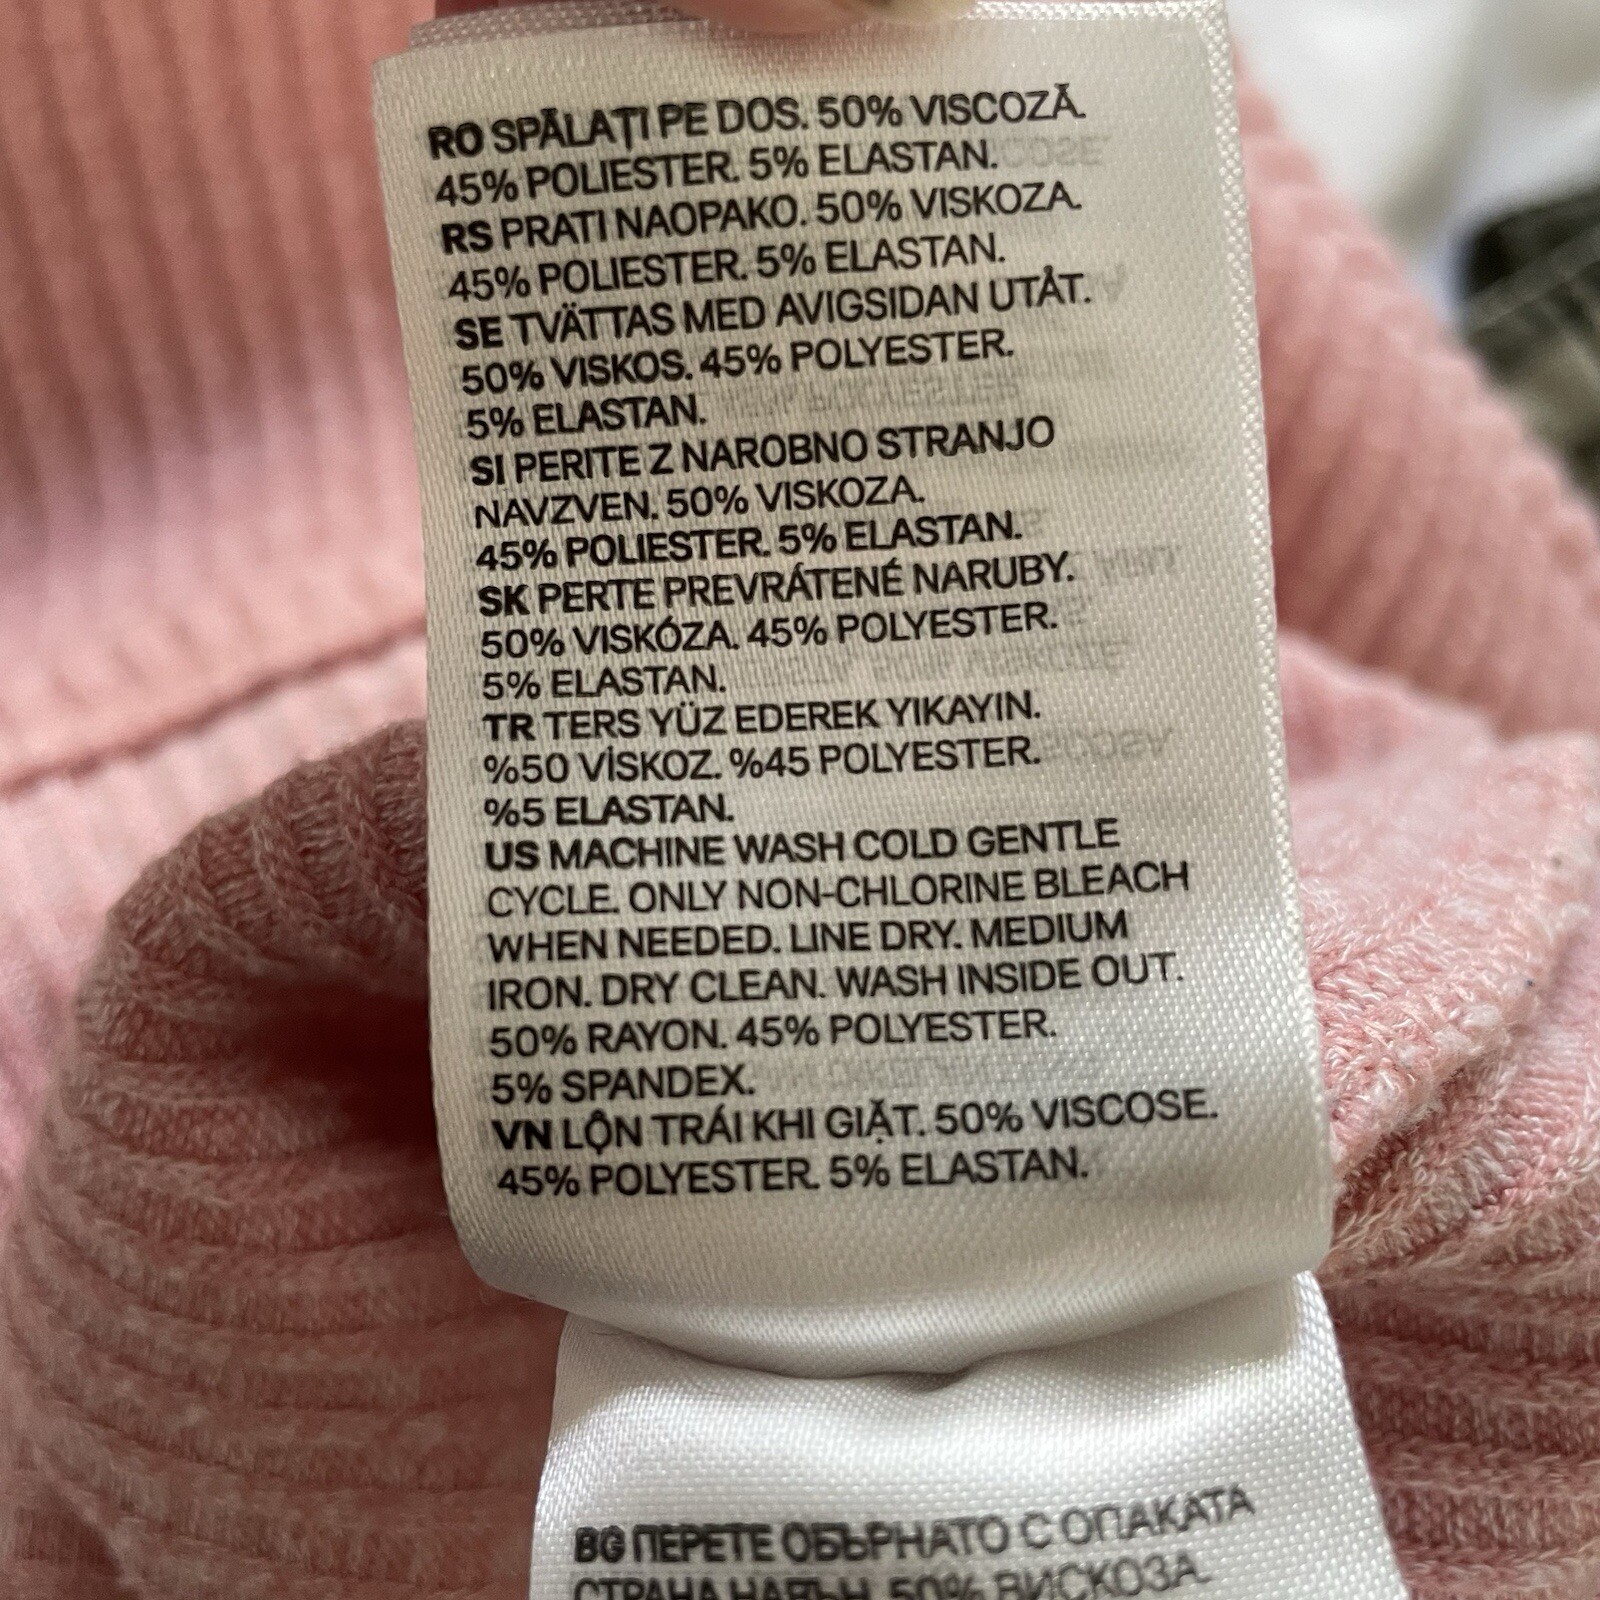 RO SPĂLAȚI PE DOS. 50% VISCOZĂ.
45% POLIESTER. 5% ELASTAN.
RS PRATI NAOPAKO. 50% VISKOZA.
45% POLIESTER. 5% ELASTAN.
SE TVÄTTAS MED AVIGSIDAN UTÅT.
50% VISKOS. 45% POLYESTER.
5% ELASTAN.
SI PERITE Z NAROBNO STRANJO
NAVZVEN. 50% VISKOZA.
45% POLIESTER. 5% ELASTAN.
SK PERTE PREVRÁTENÉ NARUBY.
50% VISKÓZA. 45% POLYESTER.
5% ELASTAN.
TR TERS YÜZ EDEREK YIKAYIN.
%50 VİSKOZ. %45 POLYESTER.
%5 ELASTAN.
US MACHINE WASH COLD GENTLE
CYCLE. ONLY NON-CHLORINE BLEACH
WHEN NEEDED. LINE DRY. MEDIUM
IRON. DRY CLEAN. WASH INSIDE OUT.
50% RAYON. 45% POLYESTER.
5% SPANDEX.
VN LỘN TRÁI KHI GIẶT. 50% VISCOSE.
45% POLYESTER. 5% ELASTAN.
BG ПЕРЕТЕ ОБЪРНАТО С ОПАКАТА
СТРАНА НАВЪН. 50% ВИСКОЗА.